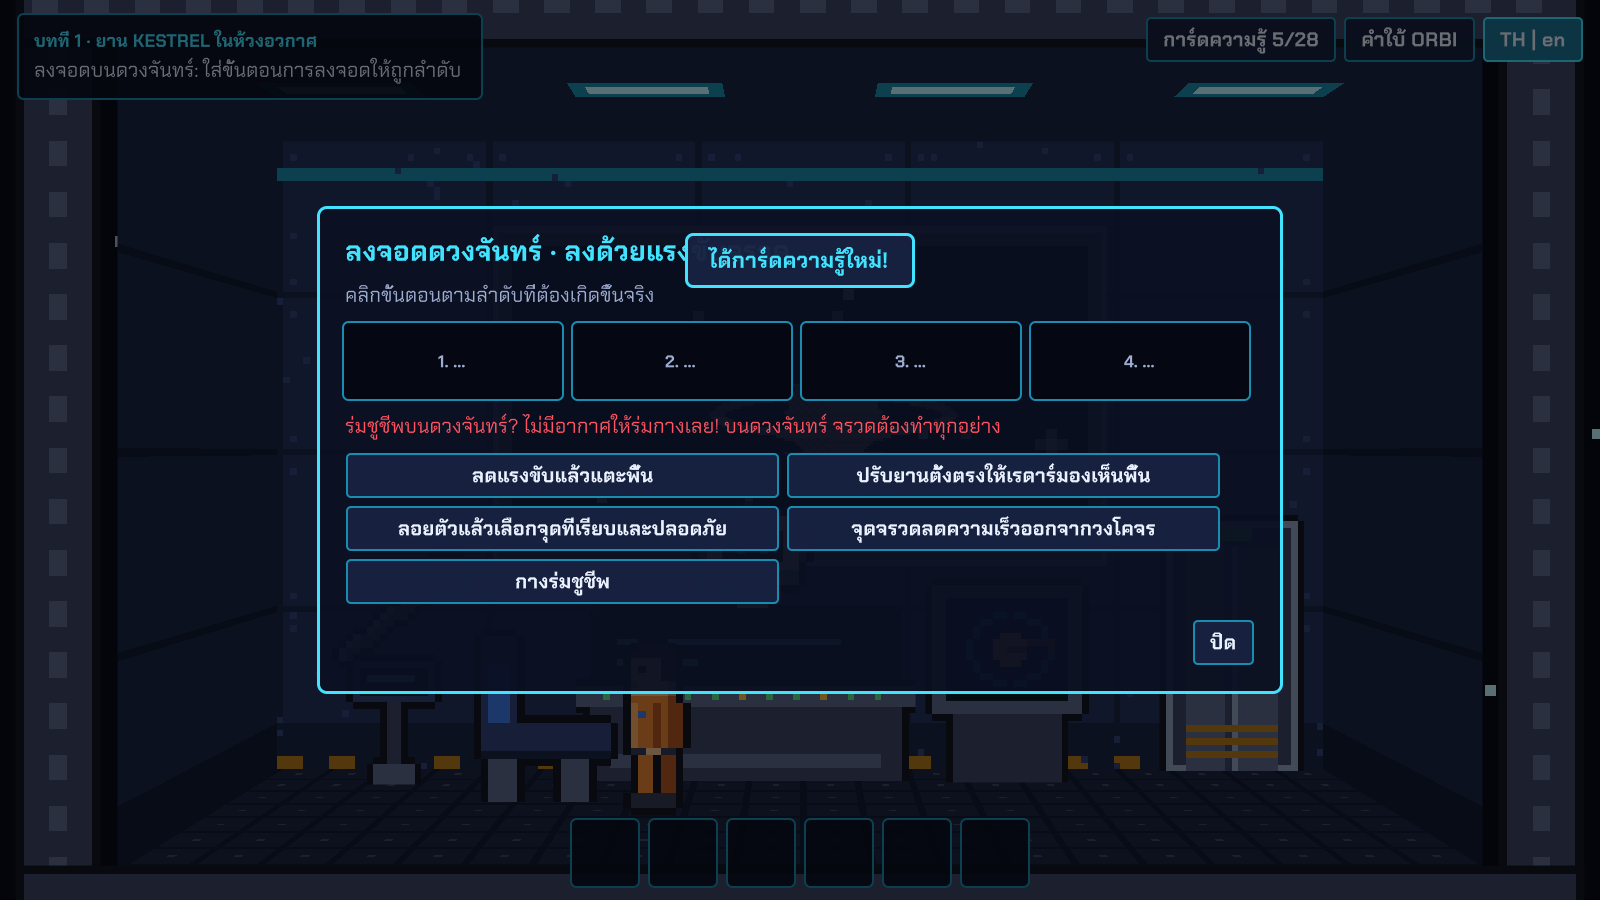 บทที่ 1 · ยาน KESTREL ในห้วงอวกาศ
ลงจอดบนดวงจันทร์: ใส่ขั้นตอนการลงจอดให้ถูกลำดับ
การ์ดความรู้ 5/28
คำใบ้ ORBI
TH | en
ลงจอดดวงจันทร์ · ลงด้วยแรง
ได้การ์ดความรู้ใหม่!
คลิกขั้นตอนตามลำดับที่ต้องเกิดขึ้นจริง
1. ...
2. ...
3. ...
4. ...
ร่มชูชีพบนดวงจันทร์? ไม่มีอากาศให้ร่มกางเลย! บนดวงจันทร์ จรวดต้องทำทุกอย่าง
ลดแรงขับแล้วแตะพื้น
ปรับยานตั้งตรงให้เรดาร์มองเห็นพื้น
ลอยตัวแล้วเลือกจุดที่เรียบและปลอดภัย
จุดจรวดลดความเร็วออกจากวงโคจร
กางร่มชูชีพ
ปิด